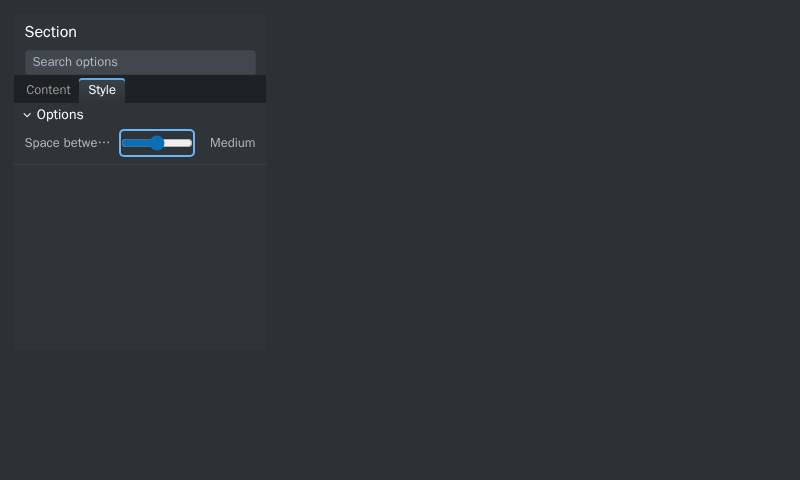 Section
Search options
Content Style
Options
Space betwe… Medium